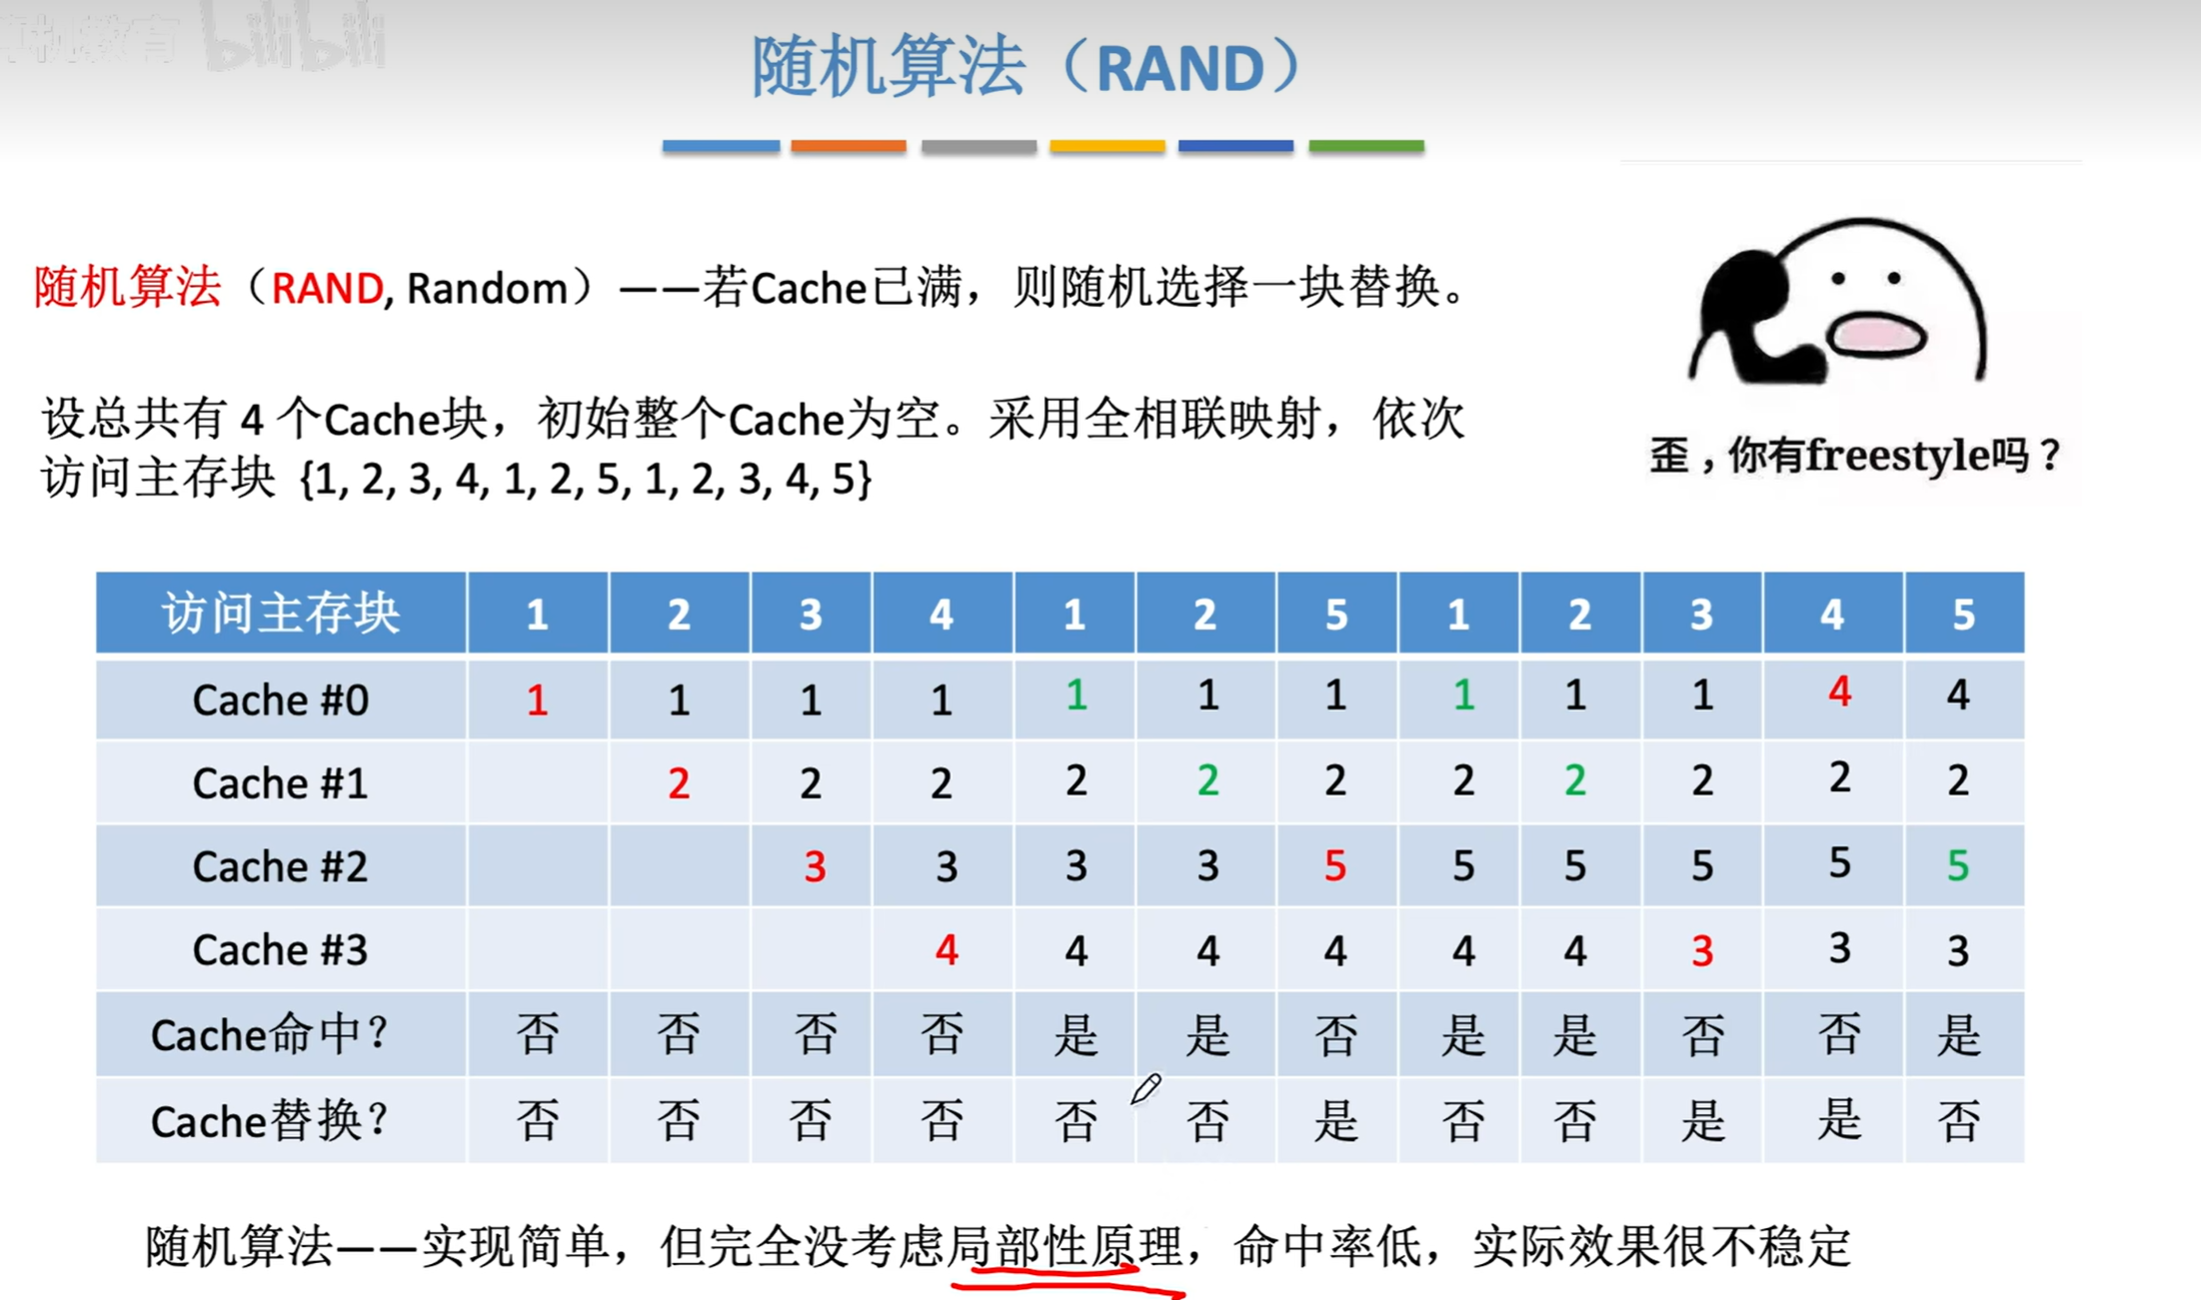 机教育 bilibili
随机算法（RAND）
随机算法（RAND, Random）——若Cache已满，则随机选择一块替换。
设总共有 4 个Cache块，初始整个Cache为空。采用全相联映射，依次
访问主存块 {1, 2, 3, 4, 1, 2, 5, 1, 2, 3, 4, 5}
歪，你有freestyle吗？
访问主存块 1 2 3 4 1 2 5 1 2 3 4 5
Cache #0 1 1 1 1 1 1 1 1 1 1 4 4
Cache #1 2 2 2 2 2 2 2 2 2 2 2
Cache #2 3 3 3 3 5 5 5 5 5 5
Cache #3 4 4 4 4 4 4 3 3 3
Cache命中？ 否 否 否 否 是 是 否 是 是 否 否 是
Cache替换？ 否 否 否 否 否 否 是 否 否 是 是 否
随机算法——实现简单，但完全没考虑局部性原理，命中率低，实际效果很不稳定